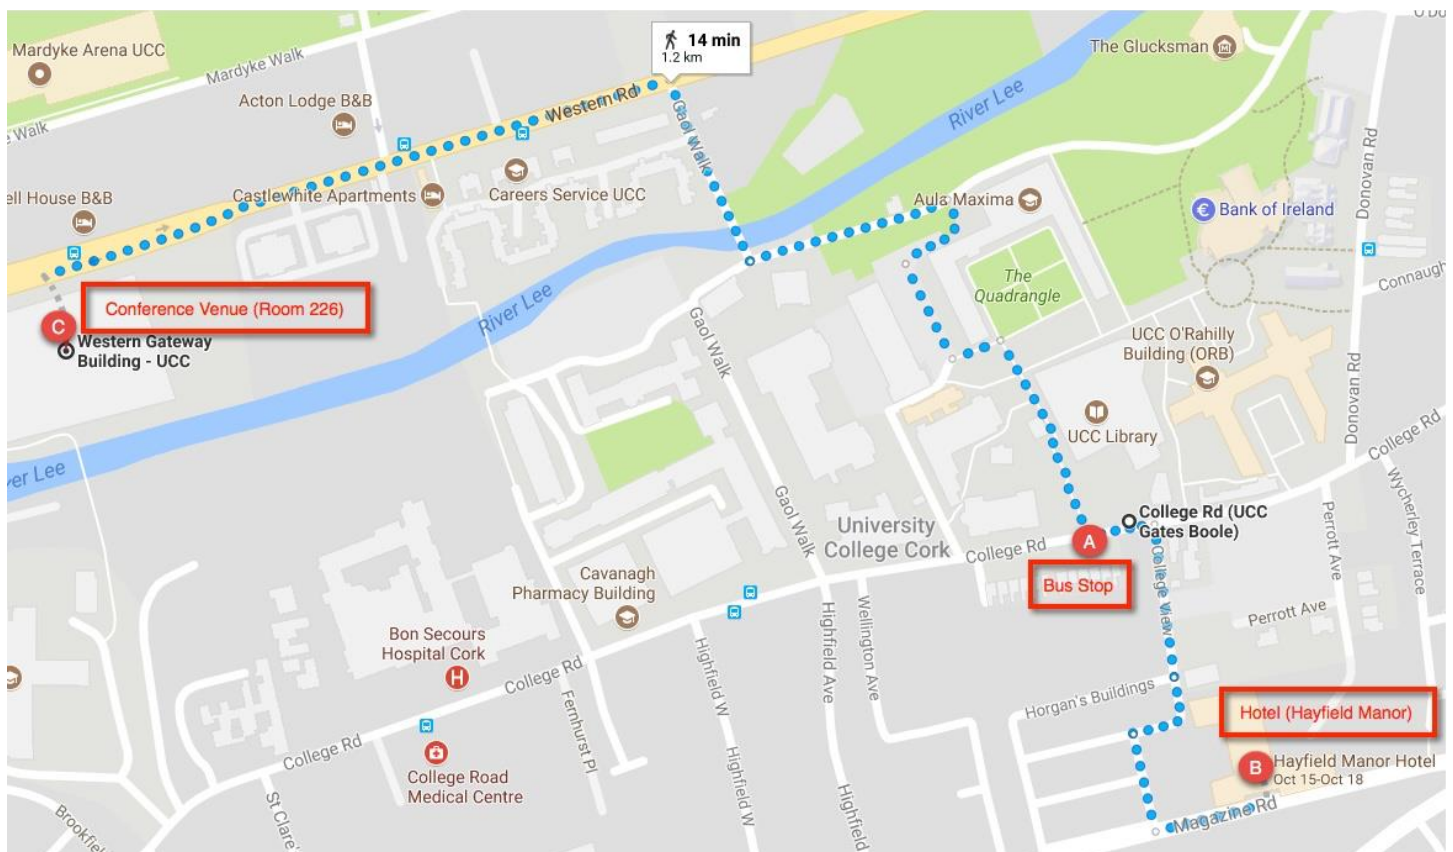 Mardyke Arena UCC
Mardyke Walk
Walk
Acton Lodge B&B
14 min
1.2 km
Western Rd
Gaol Walk
River Lee
The Glucksman
Donovan Rd
ell House B&B
Castlewhite Apartments
Careers Service UCC
Aula Maxima
Bank of Ireland
The
Quadrangle
Connaugh
Conference Venue (Room 226)
C
Western Gateway
Building - UCC
River Lee
Gaol Walk
UCC O'Rahilly
Building (ORB)
Donovan Rd
UCC Library
College Rd
ver Lee
Gaol Walk
University
College Cork
College Rd
A
College Rd (UCC
Gates Boole)
Bus Stop
College View
Perrott Ave
Wycherley Terrace
Perrott Ave
Cavanagh
Pharmacy Building
Bon Secours
Hospital Cork
H
College Rd
College Rd
Fernhurst Pl
Highfield W
Highfield W
Highfield Ave
Highfield
Wellington Ave
Horgan's Buildings
Hotel (Hayfield Manor)
B
Hayfield Manor Hotel
Oct 15-Oct 18
Magazine Rd
College Road
Medical Centre
St Clare's
Brookfie